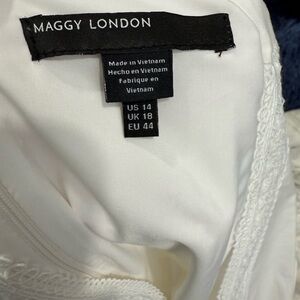 MAGGY LONDON
Made in Vietnam
Hecho en Vietnam
Fabrique en
Vietnam
US 14
UK 18
EU 44